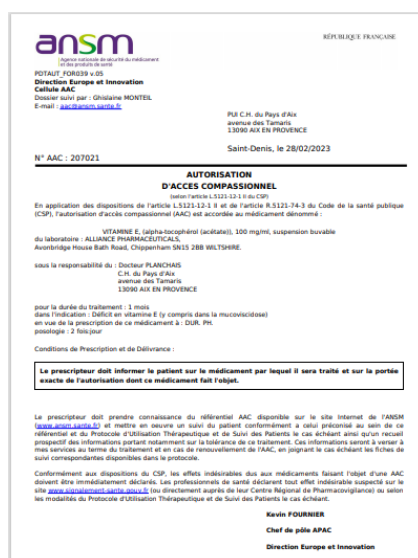 ansm
Agence nationale de sécurité du médicament
et des produits de santé
RÉPUBLIQUE FRANÇAISE
PDTAUT_FOR039 v.05
Direction Europe et Innovation
Cellule AAC
Dossier suivi par : Ghislaine MONTEIL
E-mail : aac@ansm.sante.fr
PUI C.H. du Pays d'Aix
avenue des Tamaris
13090 AIX EN PROVENCE
Saint-Denis, le 28/02/2023
N° AAC : 207021
AUTORISATION
D'ACCES COMPASSIONNEL
(selon l'article L.5121-12-1 II du CSP)
En application des dispositions de l'article L.5121-12-1 II et de l'article R.5121-74-3 du Code de la santé publique
(CSP), l'autorisation d'accès compassionnel (AAC) est accordée au médicament dénommé :
VITAMINE E, (alpha-tocophérol (acétate)), 100 mg/ml, suspension buvable
du laboratoire : ALLIANCE PHARMACEUTICALS,
Avonbridge House Bath Road, Chippenham SN15 2BB WILTSHIRE.
sous la responsabilité du : Docteur PLANCHAIS
C.H. du Pays d'Aix
avenue des Tamaris
13090 AIX EN PROVENCE
pour la durée du traitement : 1 mois
dans l'indication : Déficit en vitamine E (y compris dans la mucoviscidose)
en vue de la prescription de ce médicament à : DUR. PH.
posologie : 2 fois jour
Conditions de Prescription et de Délivrance :
Le prescripteur doit informer le patient sur le médicament par lequel il sera traité et sur la portée
exacte de l'autorisation dont ce médicament fait l'objet.
Le prescripteur doit prendre connaissance du référentiel AAC disponible sur le site Internet de l'ANSM
(www.ansm.sante.fr) et mettre en oeuvre un suivi du patient conformément a celui préconisé au sein de ce
référentiel et du Protocole d'Utilisation Thérapeutique et de Suivi des Patients le cas échéant ainsi qu'un recueil
prospectif des informations portant notamment sur la tolérance de ce traitement. Ces informations seront à verser à
mes services au terme du traitement et en cas de renouvellement de l'AAC, en joignant le cas échéant les fiches de
suivi correspondantes disponibles dans le protocole.
Conformément aux dispositions du CSP, les effets indésirables dus aux médicaments faisant l'objet d'une AAC
doivent être immédiatement déclarés. Les professionnels de santé déclarent tout effet indésirable suspecté sur le
site www.signalement-sante.gouv.fr (ou directement auprès de leur Centre Régional de Pharmacovigilance) ou selon
les modalités du Protocole d'Utilisation Thérapeutique et de Suivi des Patients le cas échéant.
Kevin FOURNIER
Chef de pôle APAC
Direction Europe et Innovation